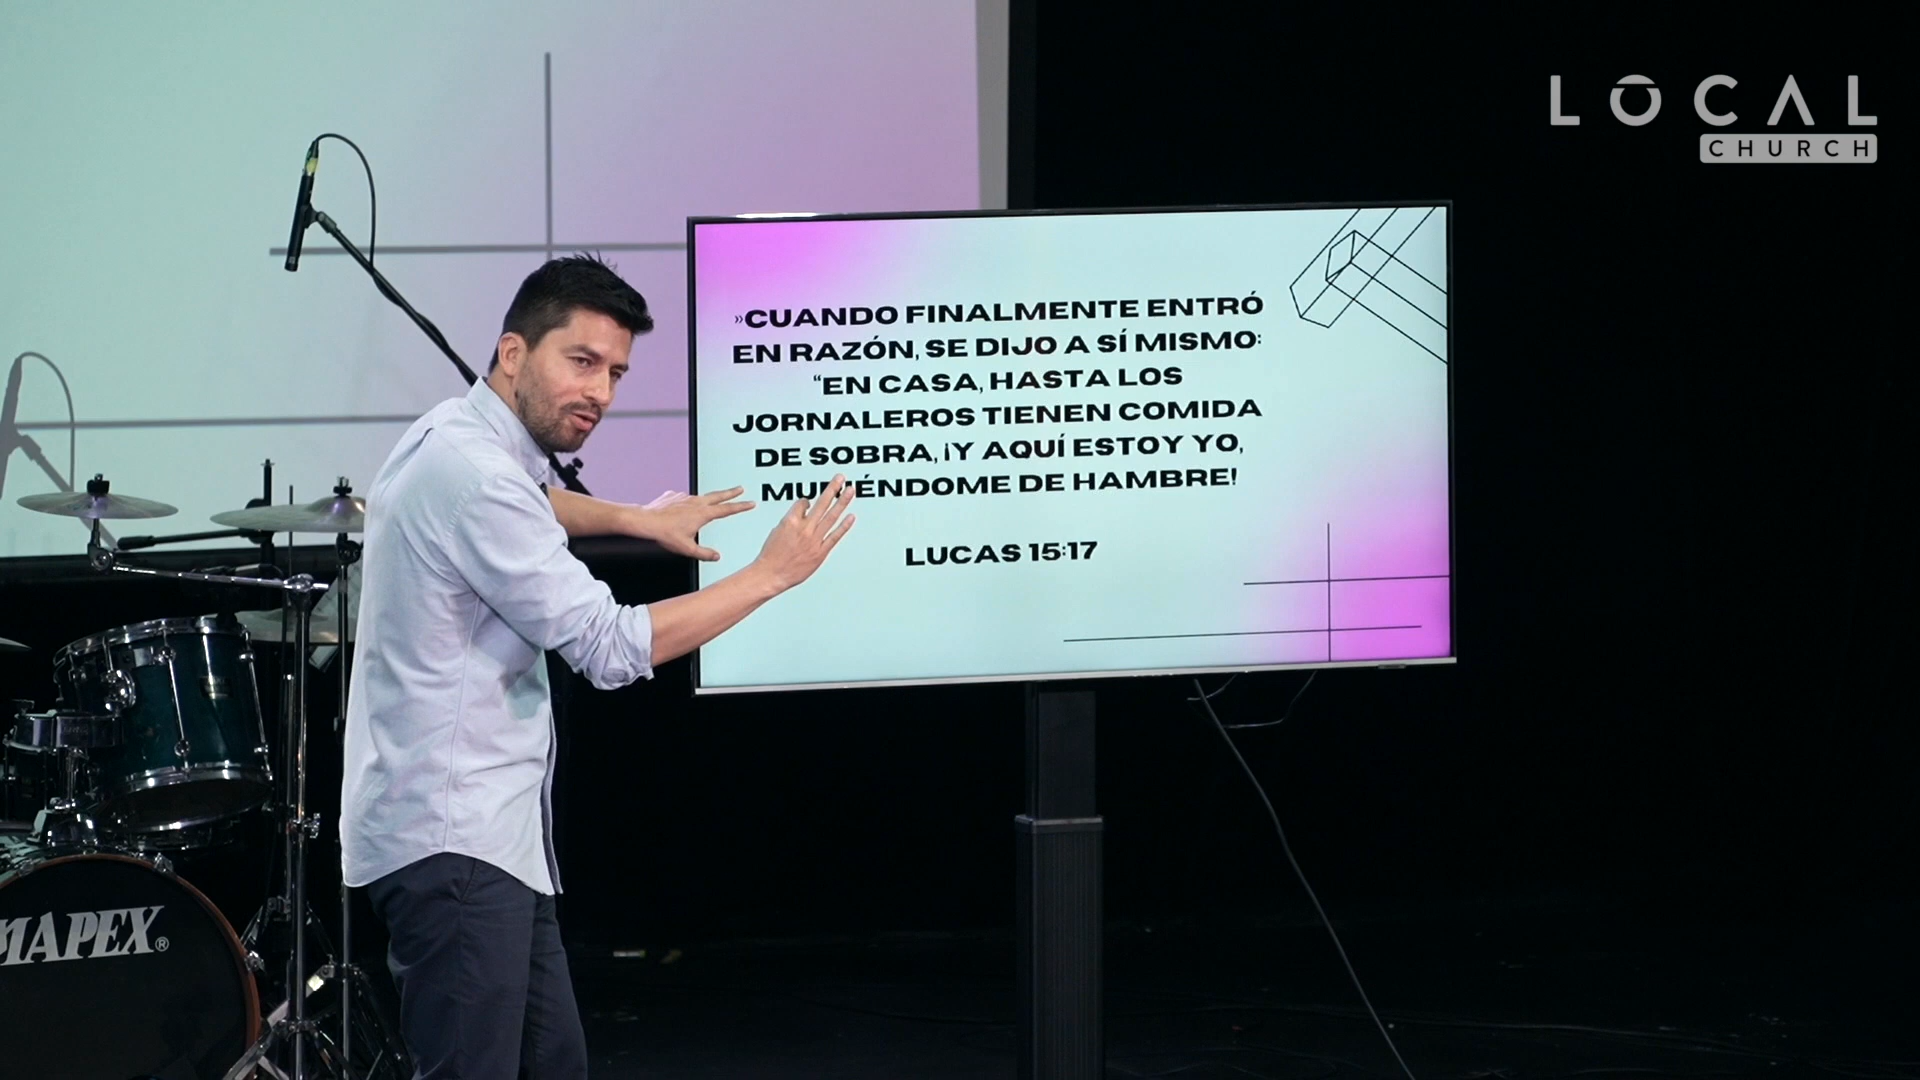 LOCAL
CHURCH
»CUANDO FINALMENTE ENTRÓ
EN RAZÓN, SE DIJO A SÍ MISMO:
“EN CASA, HASTA LOS
JORNALEROS TIENEN COMIDA
DE SOBRA, ¡Y AQUÍ ESTOY YO,
MURIÉNDOME DE HAMBRE!
LUCAS 15:17
MAPEX®